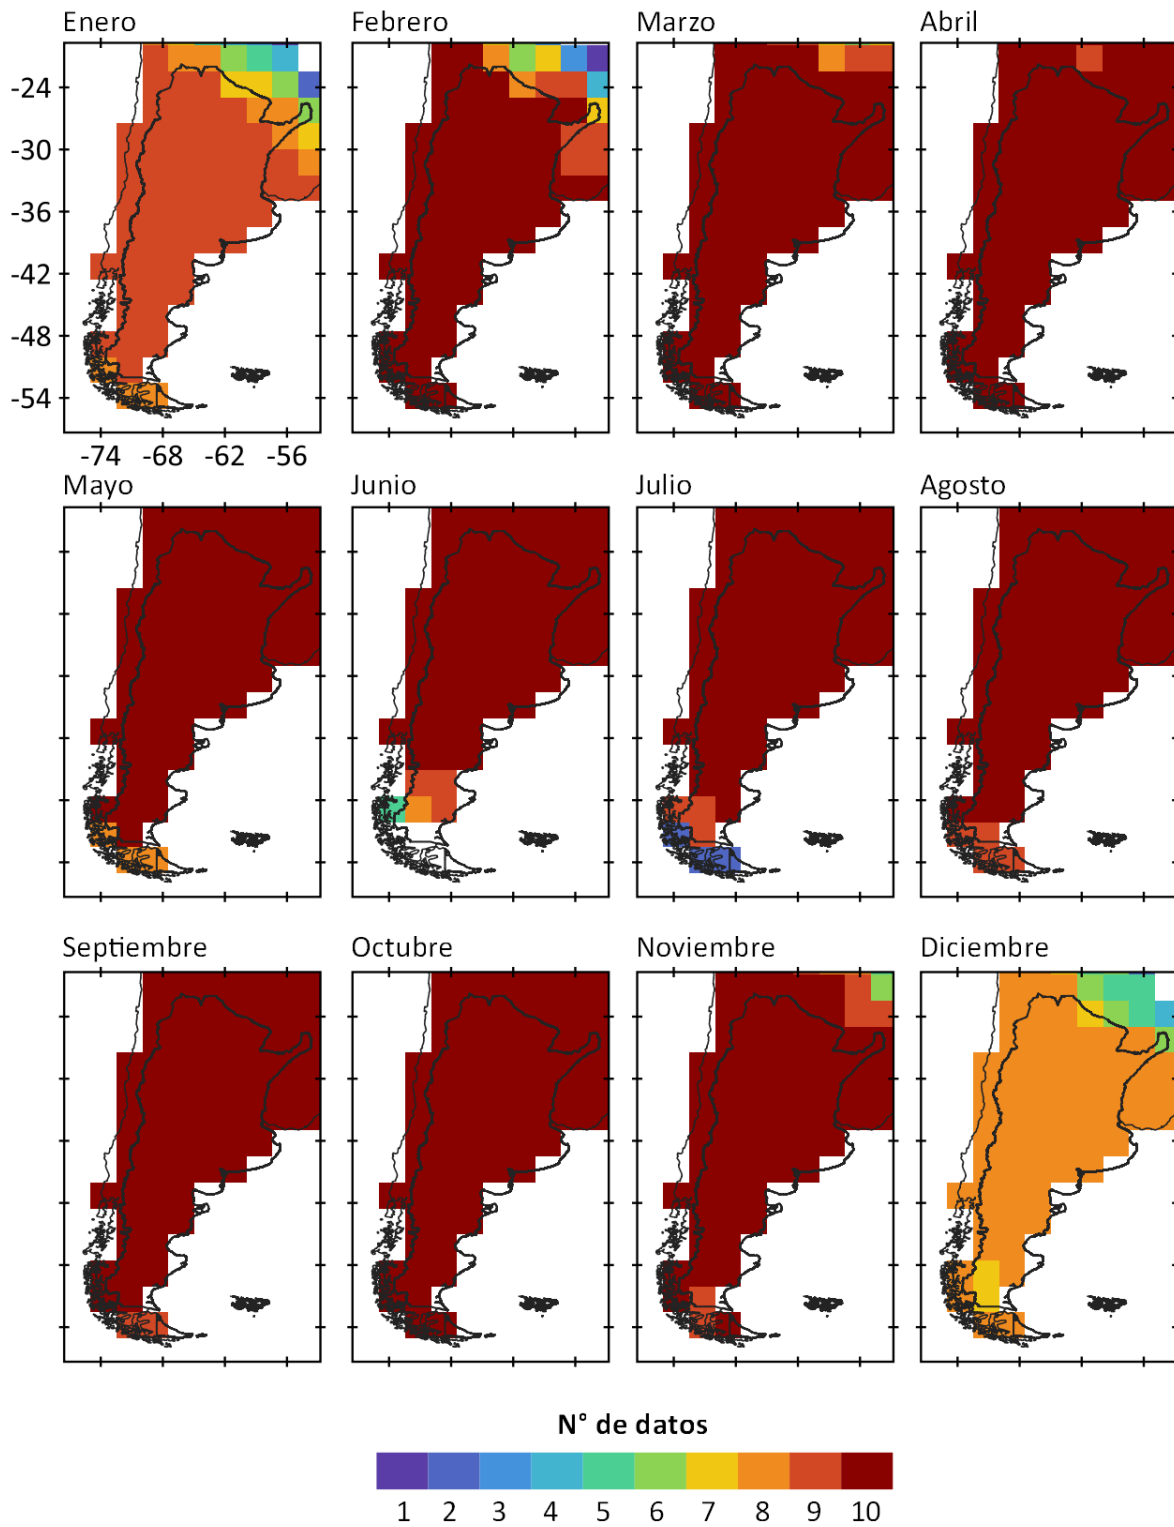 Enero
Febrero
Marzo
Abril
-24
-30
-36
-42
-48
-54
-74 -68 -62 -56
Mayo
Junio
Julio
Agosto
Septiembre
Octubre
Noviembre
Diciembre
N° de datos
1 2 3 4 5 6 7 8 9 10